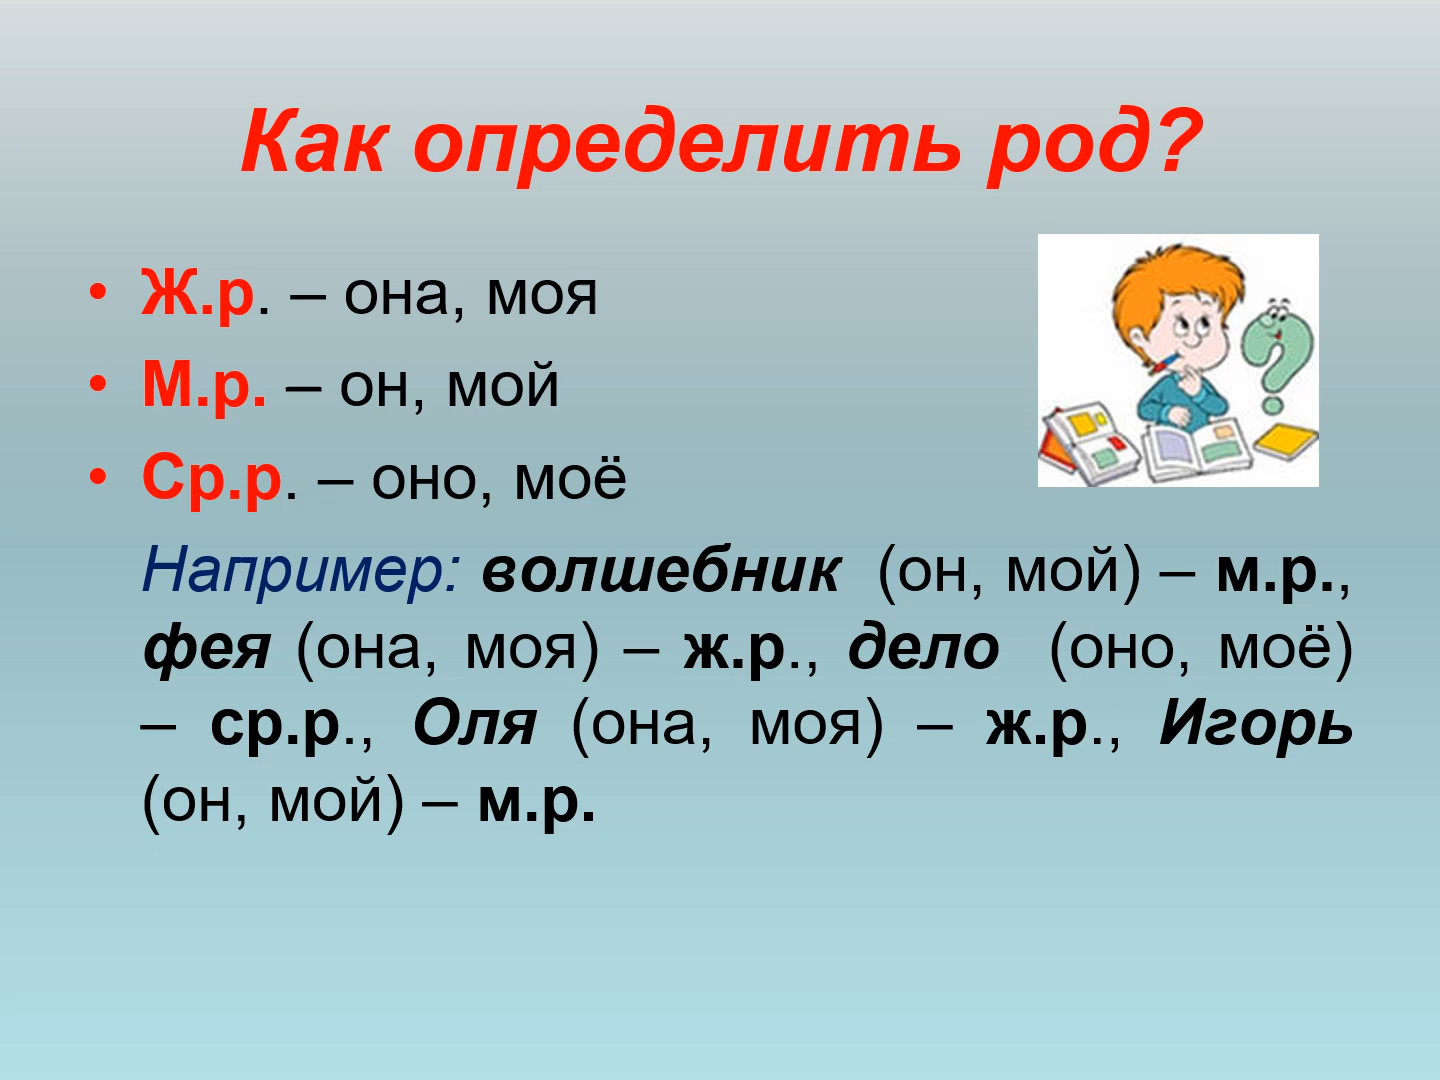 Как определить род?
• Ж.р. – она, моя
• М.р. – он, мой
• Ср.р. – оно, моё
Например: волшебник (он, мой) – м.р.,
фея (она, моя) – ж.р., дело (оно, моё)
– ср.р., Оля (она, моя) – ж.р., Игорь
(он, мой) – м.р.